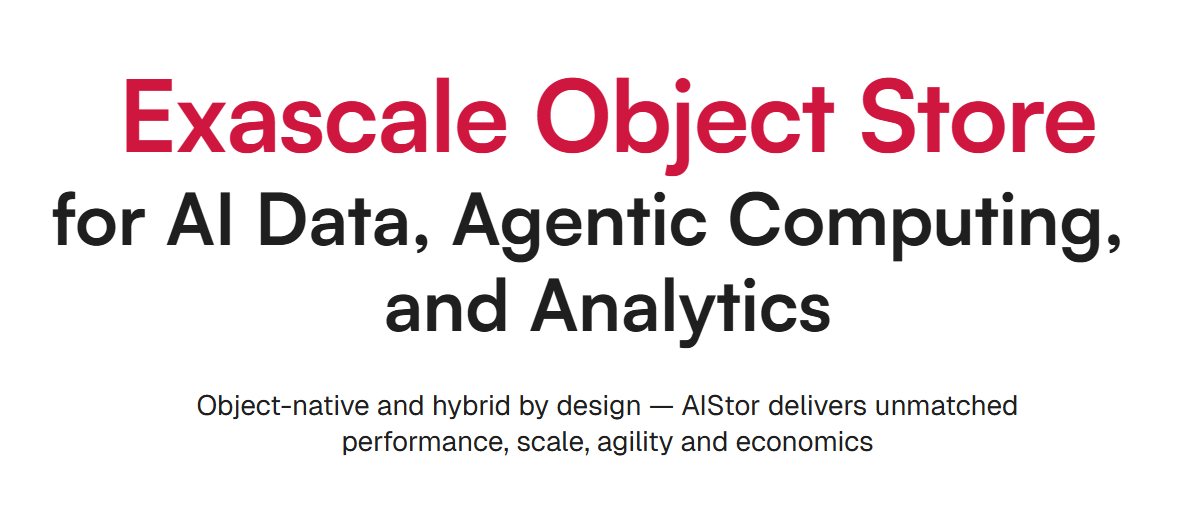 Exascale Object Store
for AI Data, Agentic Computing,
and Analytics
Object-native and hybrid by design — AIStor delivers unmatched
performance, scale, agility and economics